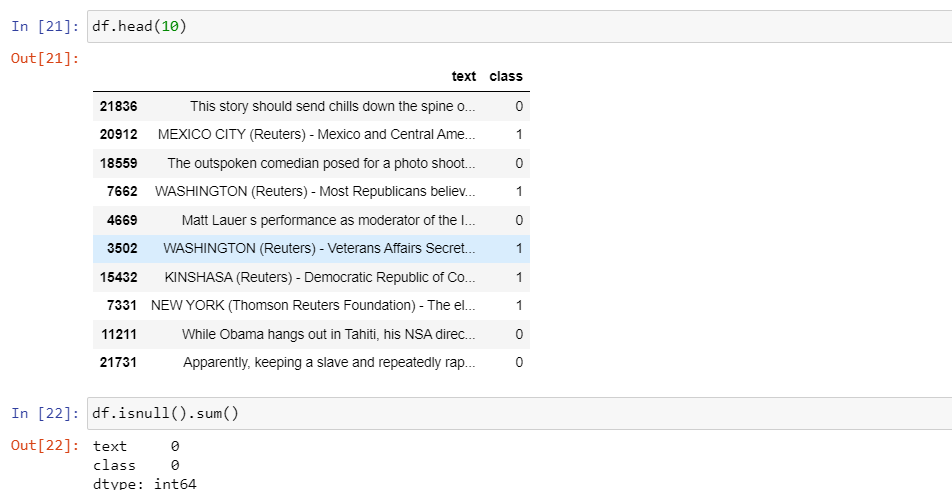 In [21]: df.head(10)
Out[21]:
text class
21836 This story should send chills down the spine o... 0
20912 MEXICO CITY (Reuters) - Mexico and Central Ame... 1
18559 The outspoken comedian posed for a photo shoot... 0
7662 WASHINGTON (Reuters) - Most Republicans believ... 1
4669 Matt Lauer s performance as moderator of the I... 0
3502 WASHINGTON (Reuters) - Veterans Affairs Secret... 1
15432 KINSHASA (Reuters) - Democratic Republic of Co... 1
7331 NEW YORK (Thomson Reuters Foundation) - The el... 1
11211 While Obama hangs out in Tahiti, his NSA direc... 0
21731 Apparently, keeping a slave and repeatedly rap... 0
In [22]: df.isnull().sum()
Out[22]: text 0
class 0
dtype: int64